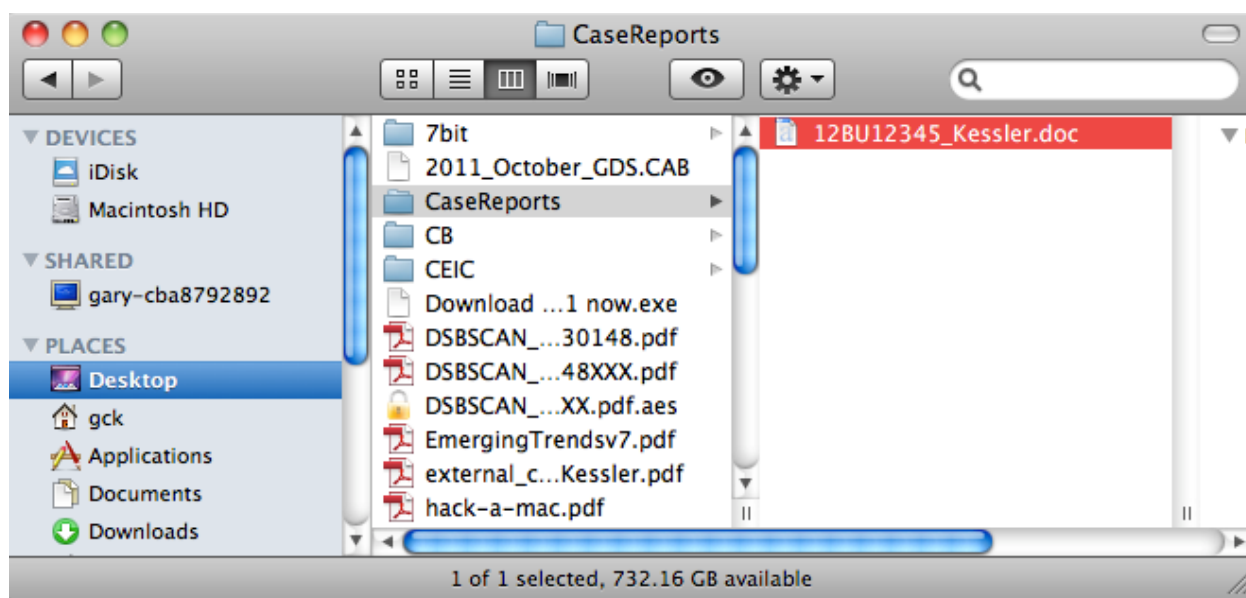 CaseReports
DEVICES
iDisk
Macintosh HD
SHARED
gary-cba8792892
PLACES
Desktop
gck
Applications
Documents
Downloads
7bit
2011_October_GDS.CAB
CaseReports
CB
CEIC
Download ...1 now.exe
DSBSCAN_...30148.pdf
DSBSCAN_...48XXX.pdf
DSBSCAN_...XX.pdf.aes
EmergingTrendsv7.pdf
external_c...Kessler.pdf
hack-a-mac.pdf
12BU12345_Kessler.doc
1 of 1 selected, 732.16 GB available